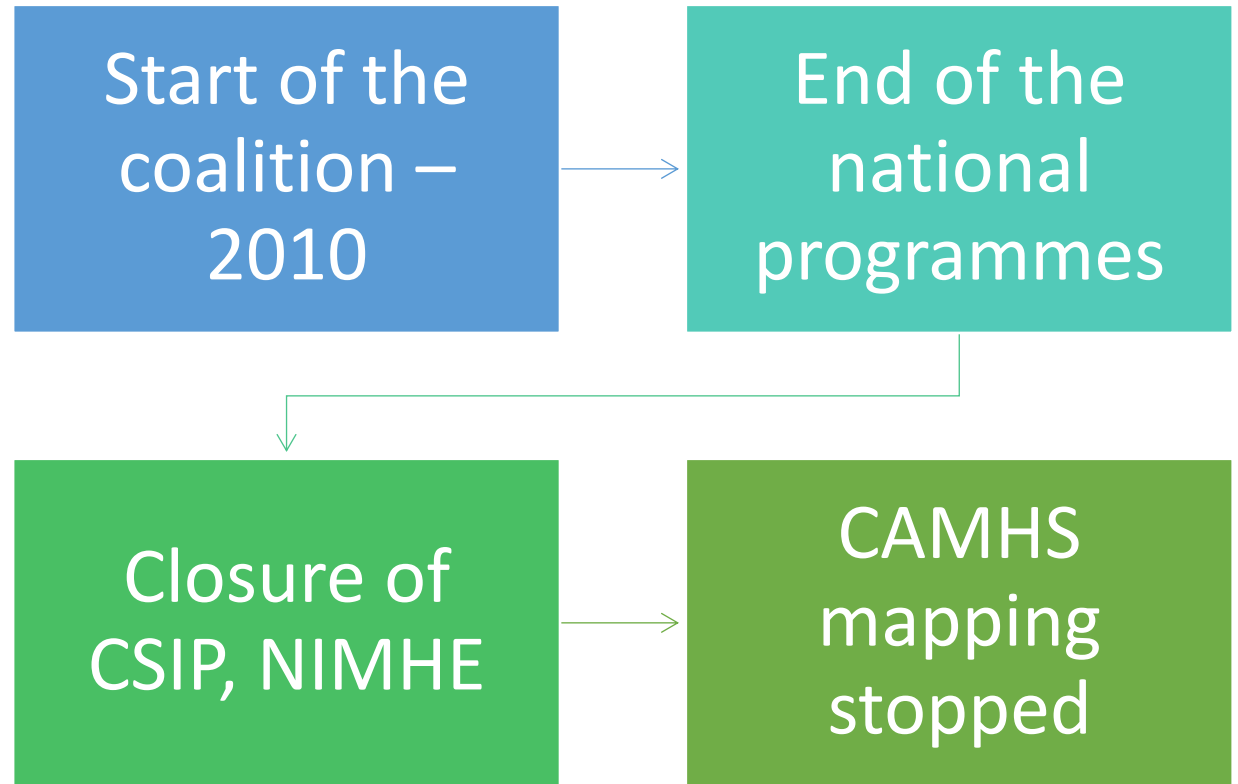 Start of the
coalition –
2010
End of the
national
programmes
Closure of
CSIP, NIMHE
CAMHS
mapping
stopped